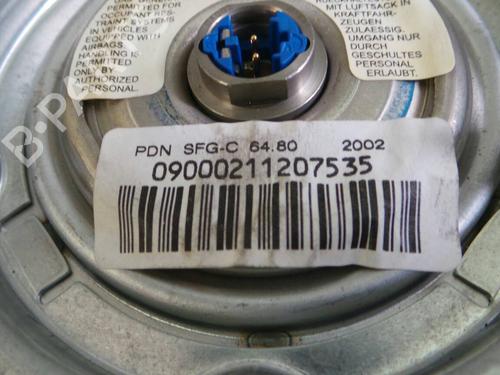 FOR
OCCUPANT RES-
TRAINT SYSTEMS
IN VEHICLES
EQUIPPED WITH
AIRBAGS.
HANDLING IS
PERMITTED
ONLY BY
AUTHORIZED
PERSONAL.
MIT LUFTSACK IN
KRAFTFAHR-
ZEUGEN
ZULAESSIG.
UMGANG NUR
DURCH
GESCHULTES
PERSONAL
ERLAUBT.
PDN SFG-C 64.80 2002
09000211207535
B-PA